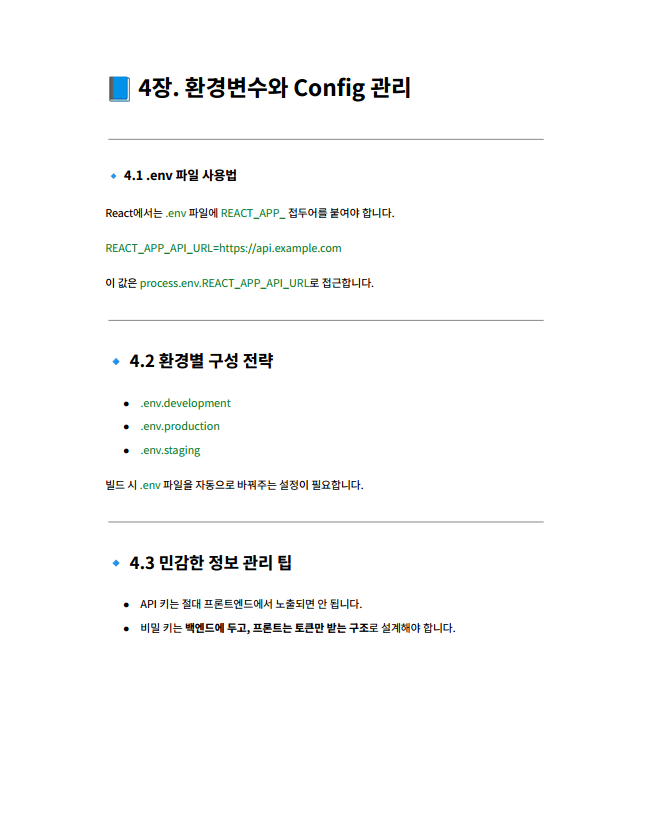 📘 4장. 환경변수와 Config 관리
🔹 4.1 .env 파일 사용법
React에서는 .env 파일에 REACT_APP_ 접두어를 붙여야 합니다.
REACT_APP_API_URL=https://api.example.com
이 값은 process.env.REACT_APP_API_URL로 접근합니다.
🔹 4.2 환경별 구성 전략
● .env.development
● .env.production
● .env.staging
빌드 시 .env 파일을 자동으로 바꿔주는 설정이 필요합니다.
🔹 4.3 민감한 정보 관리 팁
● API 키는 절대 프론트엔드에서 노출되면 안 됩니다.
● 비밀 키는 백엔드에 두고, 프론트는 토큰만 받는 구조로 설계해야 합니다.